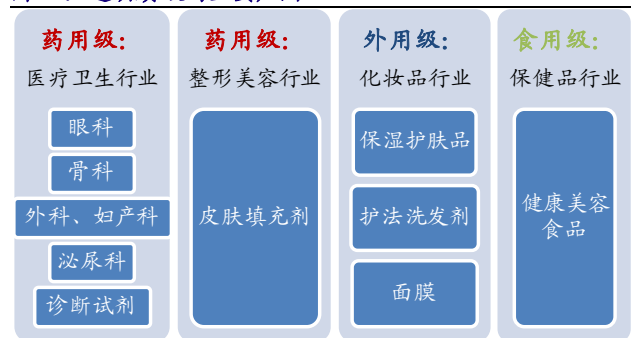 药用级:
医疗卫生行业
眼科
骨科
外科、妇产科
泌尿科
诊断试剂
药用级:
整形美容行业
皮肤填充剂
外用级:
化妆品行业
保湿护肤品
护法洗发剂
面膜
食用级:
保健品行业
健康美容
食品